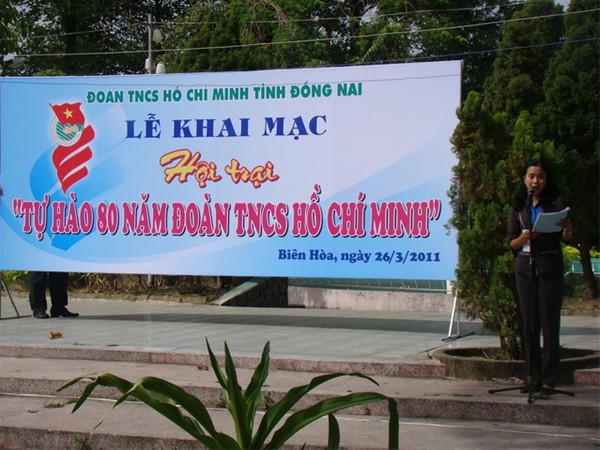 ĐOÀN TNCS HỒ CHÍ MINH TỈNH ĐỒNG NAI
LỄ KHAI MẠC
Hội trại
"TỰ HÀO 80 NĂM ĐOÀN TNCS HỒ CHÍ MINH"
Biên Hòa, ngày 26/3/2011